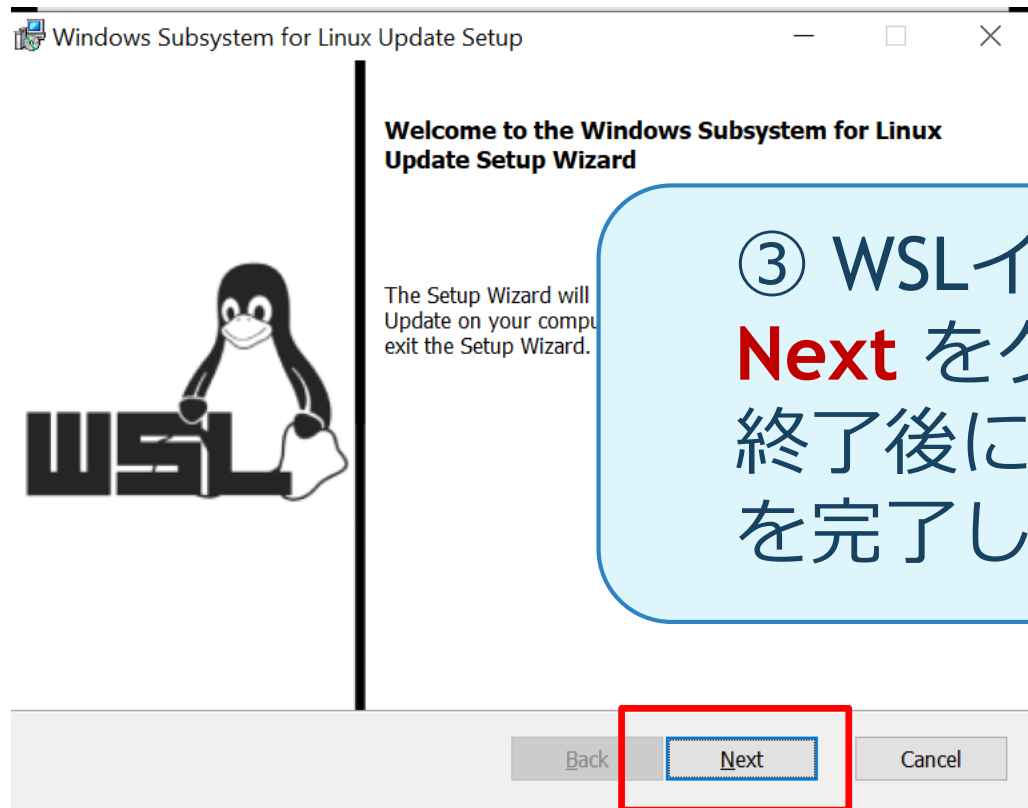 Windows Subsystem for Linux Update Setup
Welcome to the Windows Subsystem for Linux
Update Setup Wizard
The Setup Wizard will
Update on your compu
exit the Setup Wizard.
WSL
③ WSLイ
Next をク
終了後に
を完了し
Back
Next
Cancel